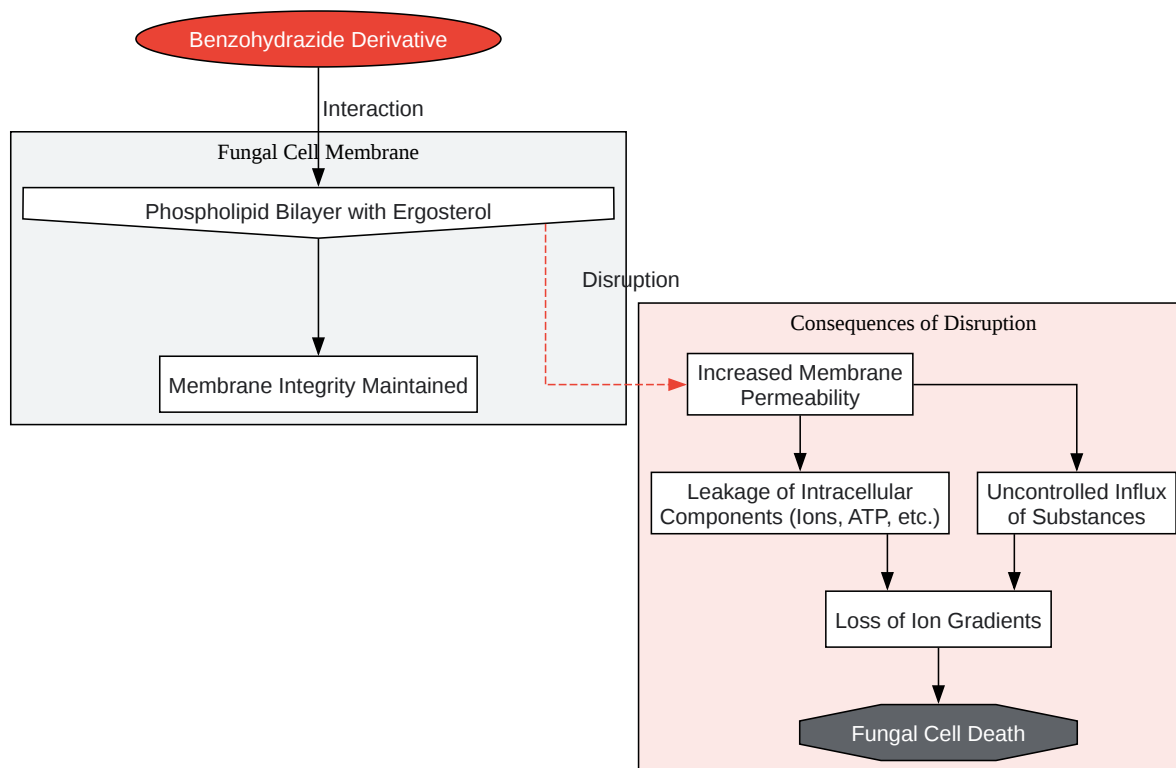 Benzohydrazide Derivative
Interaction
Fungal Cell Membrane
Phospholipid Bilayer with Ergosterol
Disruption
Membrane Integrity Maintained
Consequences of Disruption
Increased Membrane
Permeability
Leakage of Intracellular
Components (Ions, ATP, etc.)
Uncontrolled Influx
of Substances
Loss of Ion Gradients
Fungal Cell Death